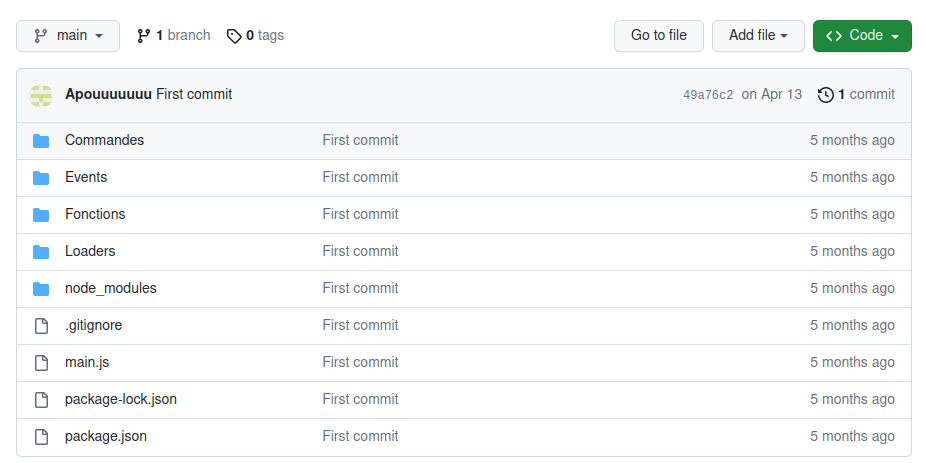 main 1 branch 0 tags Go to file Add file Code
Apouuuuuuu First commit 49a76c2 on Apr 13 1 commit
Commandes First commit 5 months ago
Events First commit 5 months ago
Fonctions First commit 5 months ago
Loaders First commit 5 months ago
node_modules First commit 5 months ago
.gitignore First commit 5 months ago
main.js First commit 5 months ago
package-lock.json First commit 5 months ago
package.json First commit 5 months ago